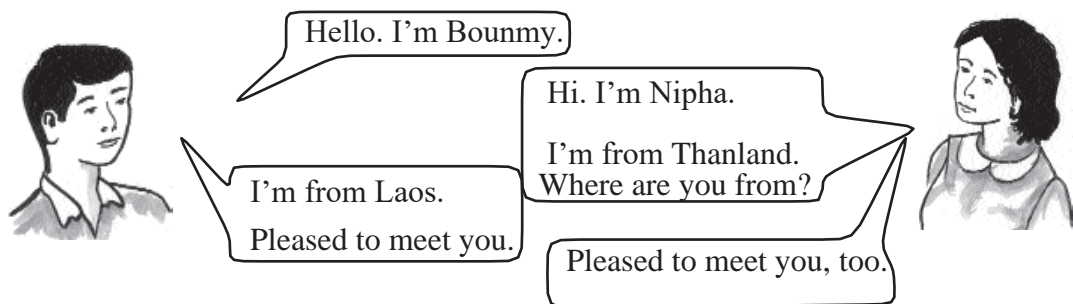 Hello. I'm Bounmy.
Hi. I'm Nipha.
I'm from Thanland.
Where are you from?
I'm from Laos.
Pleased to meet you.
Pleased to meet you, too.